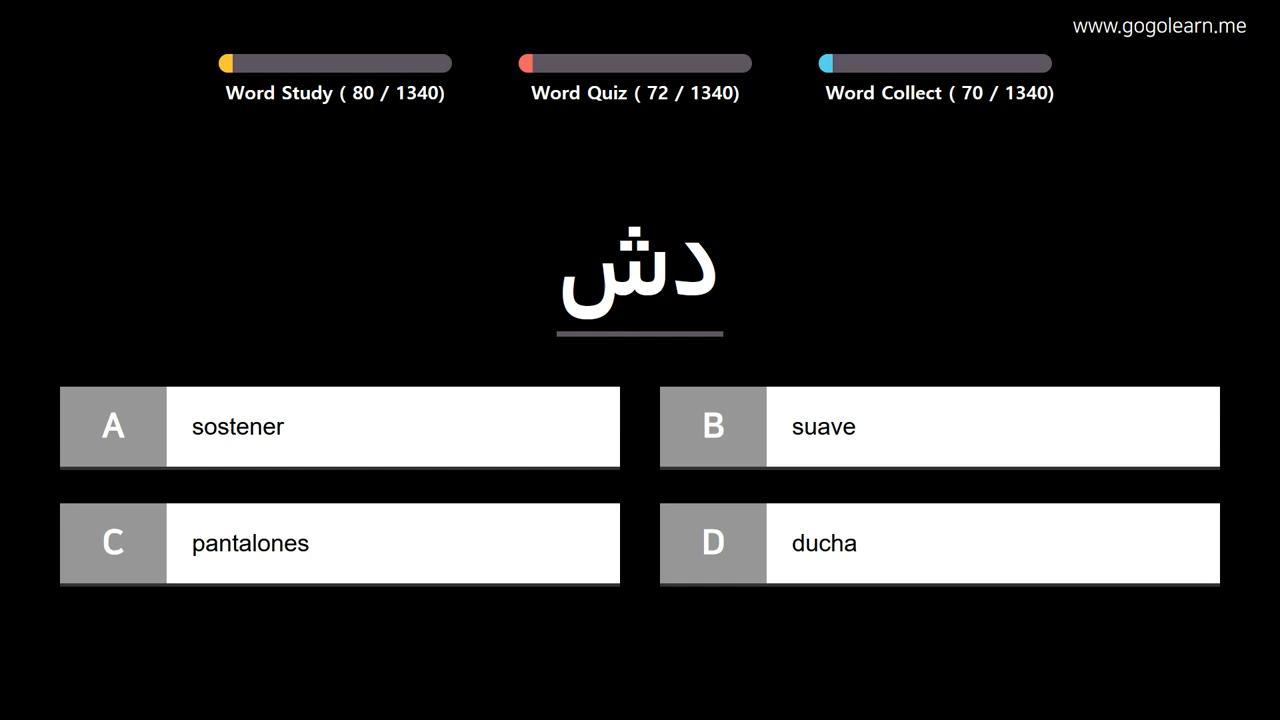 www.gogolearn.me
Word Study ( 80 / 1340)
Word Quiz ( 72 / 1340)
Word Collect ( 70 / 1340)
دش
A sostener
B suave
C pantalones
D ducha